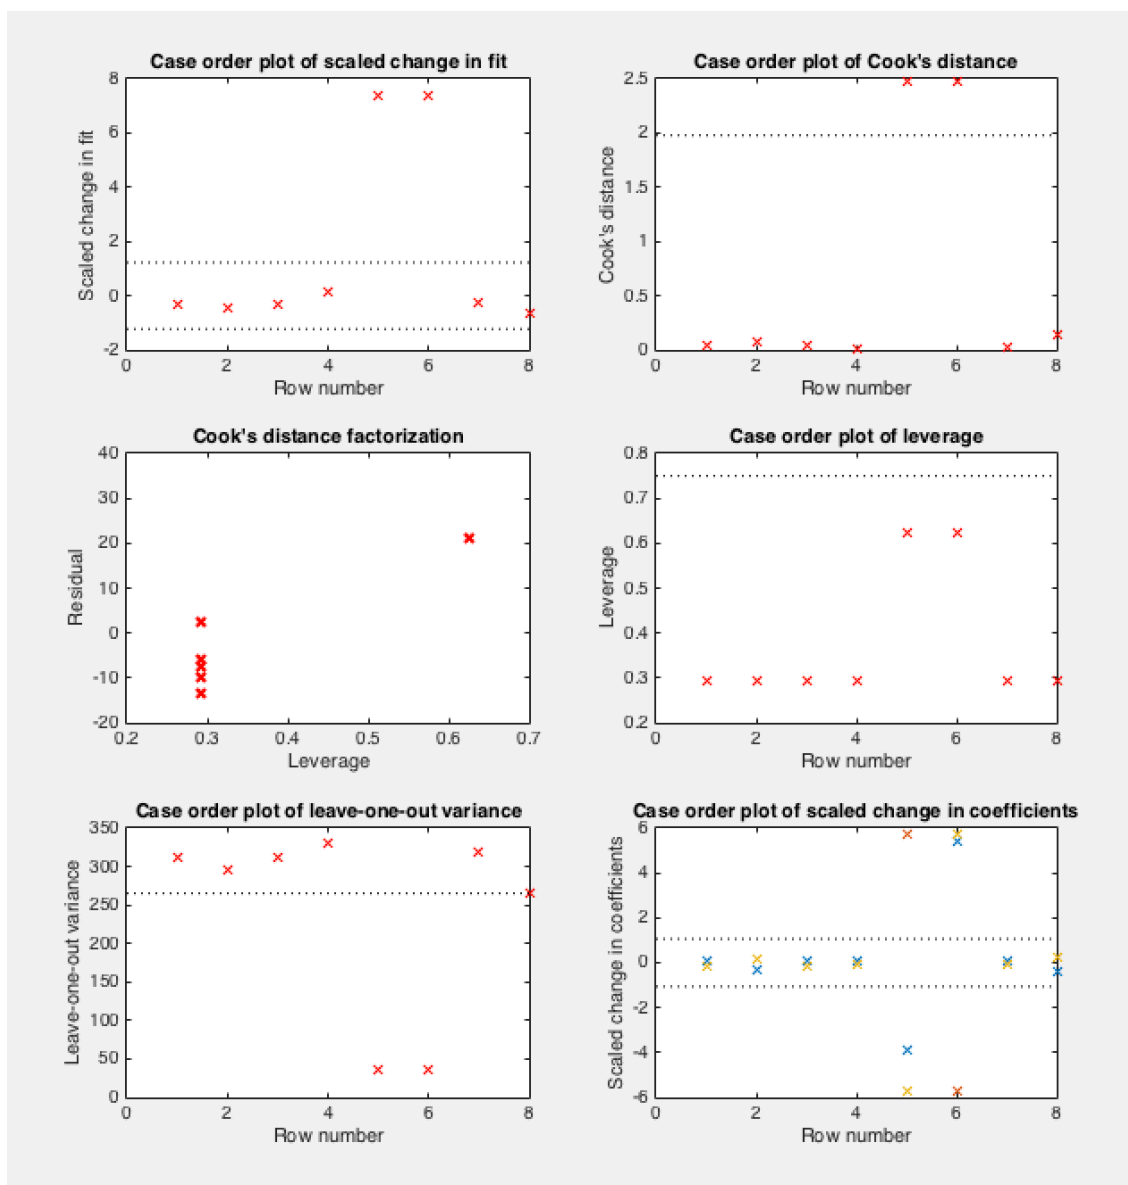 Case order plot of scaled change in fit
8
6
4
2
0
-2
Scaled change in fit
0 2 4 6 8
Row number
Case order plot of Cook's distance
2.5
2
1.5
1
0.5
0
Cook's distance
0 2 4 6 8
Row number
Cook's distance factorization
40
30
20
10
0
-10
-20
Residual
0.2 0.3 0.4 0.5 0.6 0.7
Leverage
Case order plot of leverage
0.8
0.7
0.6
0.5
0.4
0.3
0.2
Leverage
0 2 4 6 8
Row number
Case order plot of leave-one-out variance
350
300
250
200
150
100
50
0
Leave-one-out variance
0 2 4 6 8
Row number
Case order plot of scaled change in coefficients
6
4
2
0
-2
-4
-6
Scaled change in coefficients
0 2 4 6 8
Row number